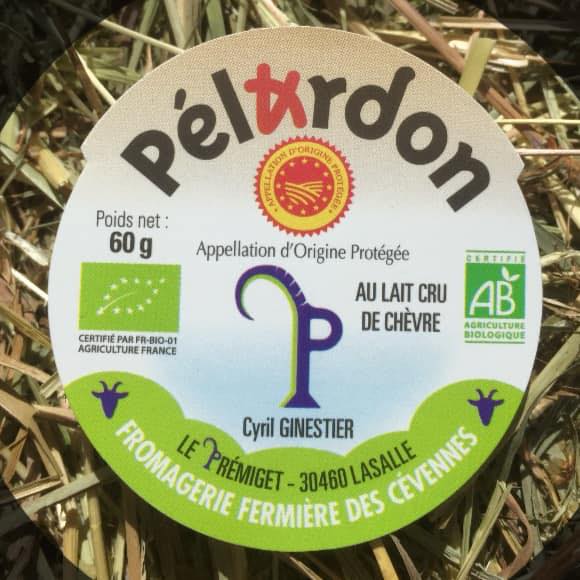 Pélardon
APPELLATION D'ORIGINE PROTÉGÉE
Poids net :
60 g
Appellation d'Origine Protégée
AU LAIT CRU
DE CHÈVRE
CERTIFIÉ
AB
AGRICULTURE
BIOLOGIQUE
CERTIFIÉ PAR FR-BIO-01
AGRICULTURE FRANCE
P
Cyril GINESTIER
LE PRÉMIGET - 30460 LASALLE
FROMAGERIE FERMIÈRE DES CÉVENNES